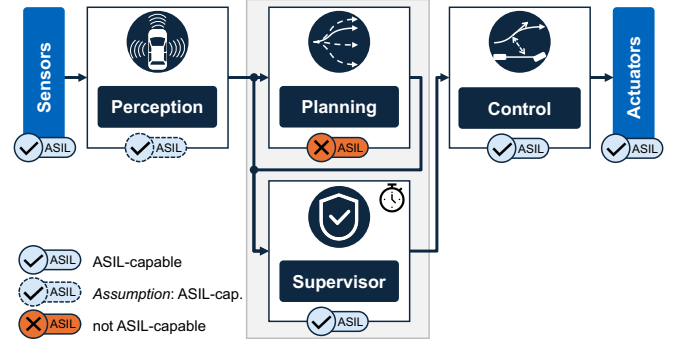 Sensors
Perception
Planning
Control
Actuators
ASIL
ASIL
ASIL
ASIL
ASIL
Supervisor
ASIL
ASIL ASIL-capable
ASIL Assumption: ASIL-cap.
ASIL not ASIL-capable